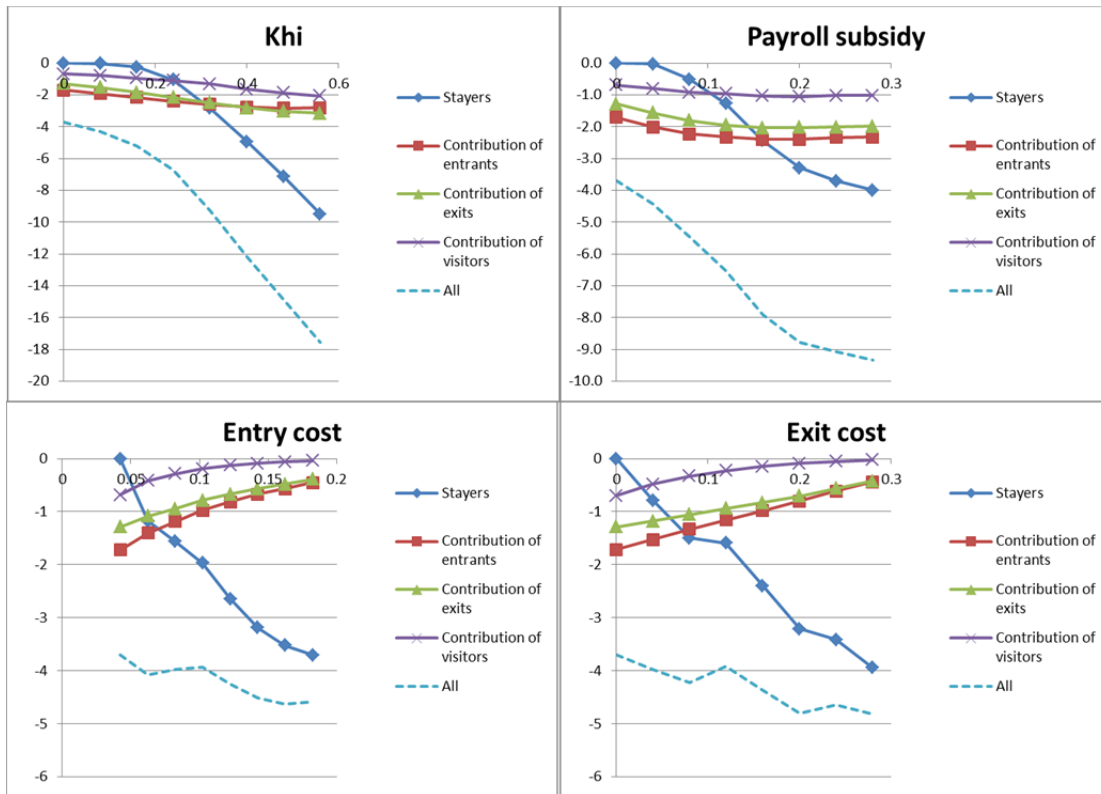 Khi
0
-2
-4
-6
-8
-10
-12
-14
-16
-18
-20
0
0.2
0.4
0.6
Stayers
Contribution of
entrants
Contribution of
exits
Contribution of
visitors
All
Payroll subsidy
0.0
-1.0
-2.0
-3.0
-4.0
-5.0
-6.0
-7.0
-8.0
-9.0
-10.0
0
0.1
0.2
0.3
Stayers
Contribution of
entrants
Contribution of
exits
Contribution of
visitors
All
Entry cost
0
-1
-2
-3
-4
-5
-6
0
0.05
0.1
0.15
0.2
Stayers
Contribution of
entrants
Contribution of
exits
Contribution of
visitors
All
Exit cost
0
-1
-2
-3
-4
-5
-6
0
0.1
0.2
0.3
Stayers
Contribution of
entrants
Contribution of
exits
Contribution of
visitors
All